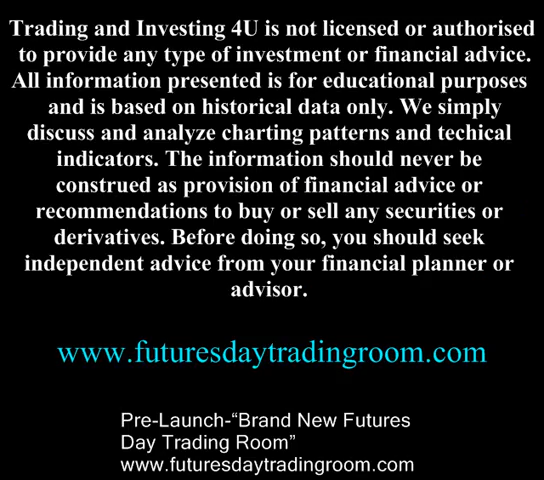 Trading and Investing 4U is not licensed or authorised
to provide any type of investment or financial advice.
All information presented is for educational purposes
and is based on historical data only. We simply
discuss and analyze charting patterns and techical
indicators. The information should never be
construed as provision of financial advice or
recommendations to buy or sell any securities or
derivatives. Before doing so, you should seek
independent advice from your financial planner or
advisor.
www.futuresdaytradingroom.com
Pre-Launch-“Brand New Futures
Day Trading Room”
www.futuresdaytradingroom.com